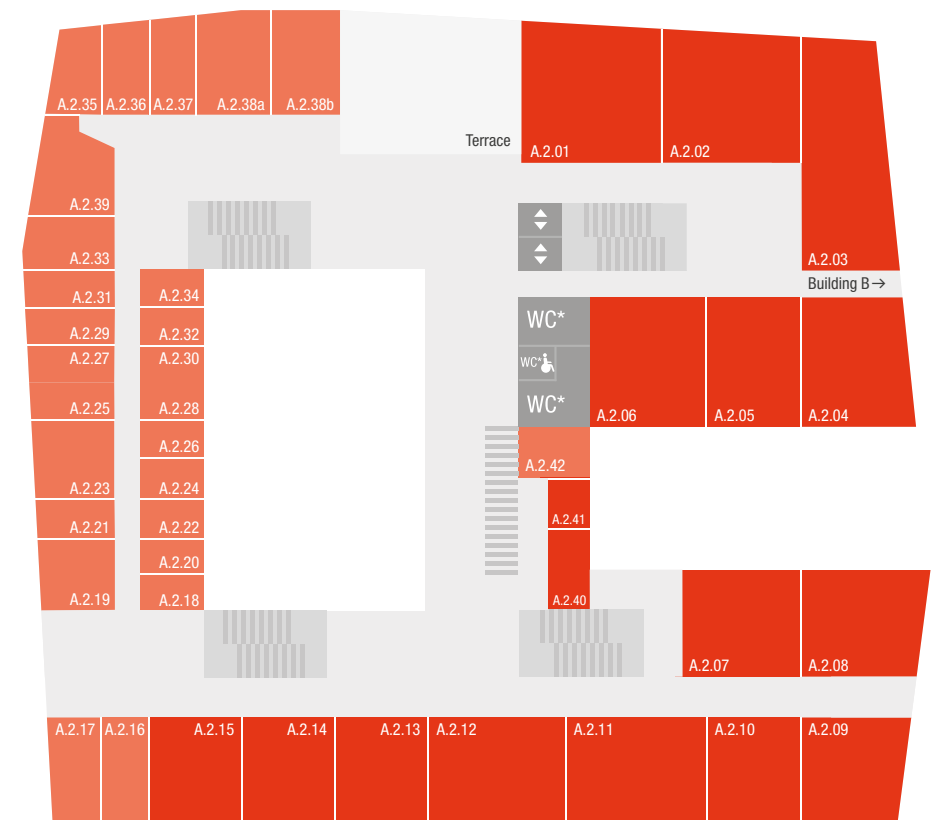 A.2.35
A.2.36
A.2.37
A.2.38a
A.2.38b
Terrace
A.2.01
A.2.02
A.2.03
Building B→
A.2.39
A.2.33
A.2.31
A.2.29
A.2.27
A.2.25
A.2.23
A.2.21
A.2.19
A.2.34
A.2.32
A.2.30
A.2.28
A.2.26
A.2.24
A.2.22
A.2.20
A.2.18
WC*
WC*
WC*
A.2.06
A.2.05
A.2.04
A.2.42
A.2.41
A.2.40
A.2.07
A.2.08
A.2.17
A.2.16
A.2.15
A.2.14
A.2.13
A.2.12
A.2.11
A.2.10
A.2.09